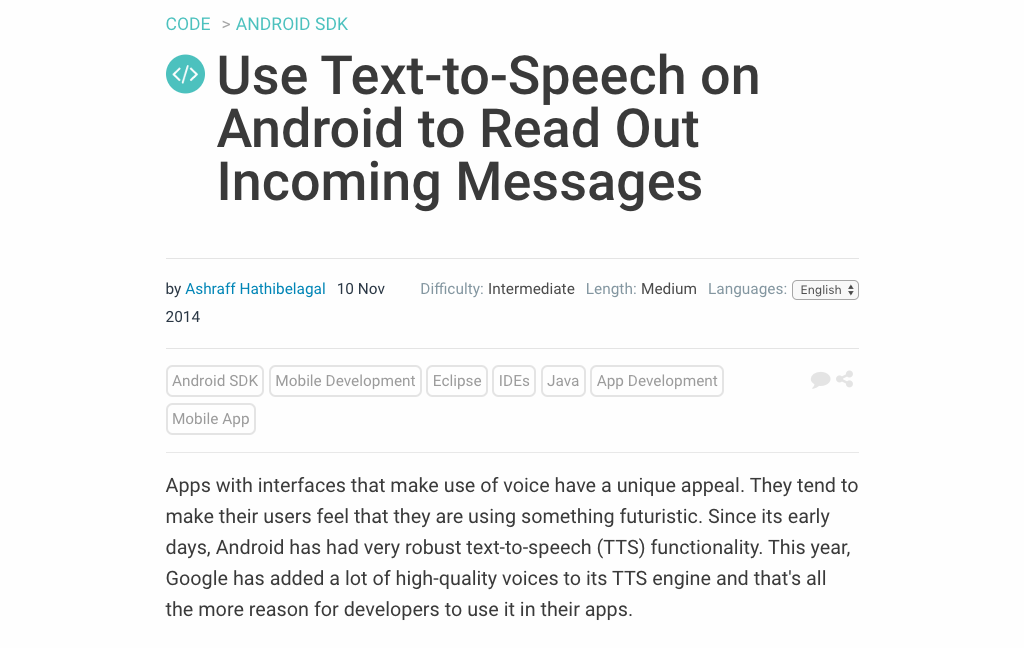 CODE > ANDROID SDK
</> Use Text-to-Speech on
Android to Read Out
Incoming Messages
by Ashraff Hathibelagal 10 Nov Difficulty: Intermediate Length: Medium Languages: English
2014
Android SDK Mobile Development Eclipse IDEs Java App Development
Mobile App
Apps with interfaces that make use of voice have a unique appeal. They tend to
make their users feel that they are using something futuristic. Since its early
days, Android has had very robust text-to-speech (TTS) functionality. This year,
Google has added a lot of high-quality voices to its TTS engine and that's all
the more reason for developers to use it in their apps.